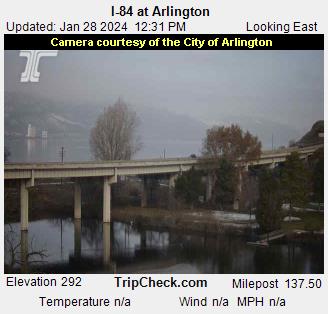 I-84 at Arlington
Updated: Jan 28 2024 12:31 PM Looking East
Camera courtesy of the City of Arlington
Elevation 292 TripCheck.com Milepost 137.50
Temperature n/a Wind n/a MPH n/a